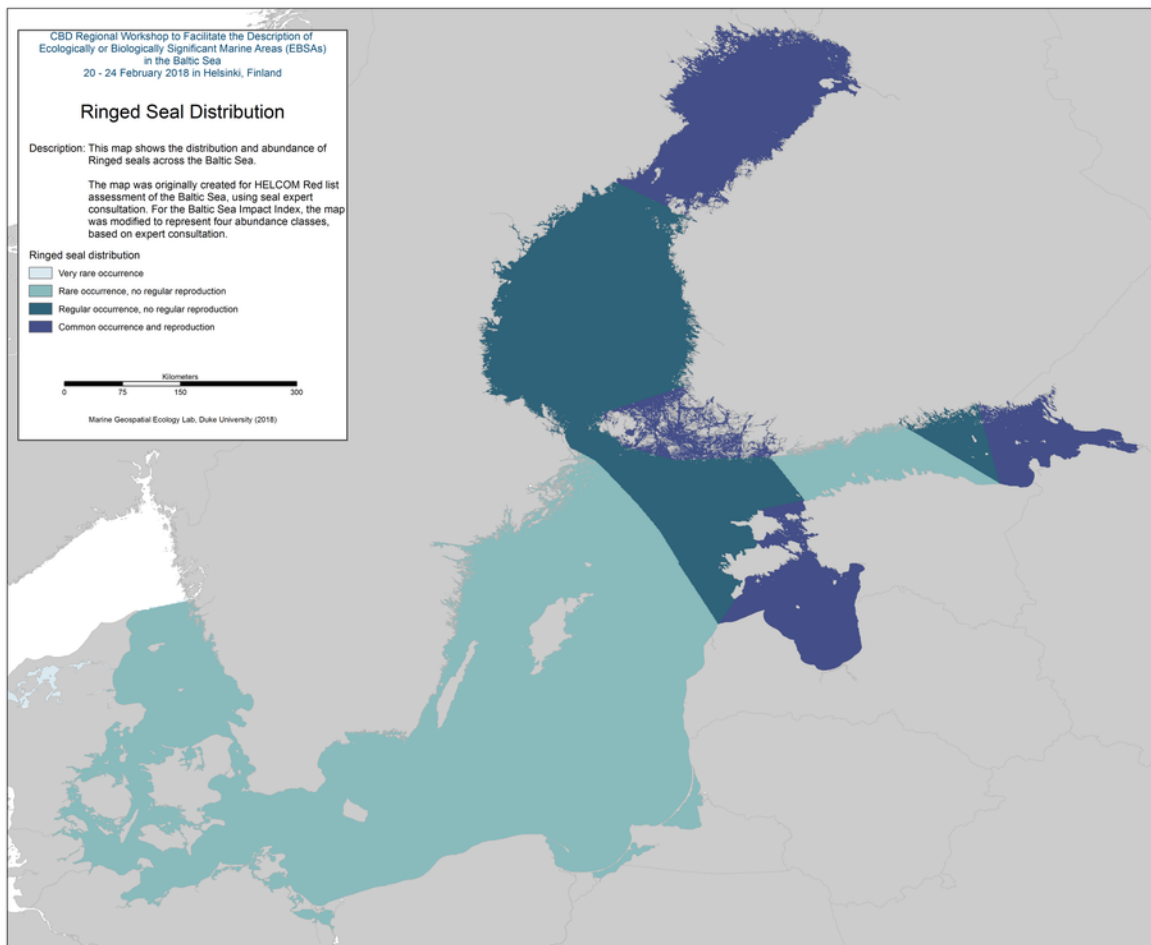 CBD Regional Workshop to Facilitate the Description of
Ecologically or Biologically Significant Marine Areas (EBSAs)
in the Baltic Sea
20 - 24 February 2018 in Helsinki, Finland
Ringed Seal Distribution
Description: This map shows the distribution and abundance of
Ringed seals across the Baltic Sea.
The map was originally created for HELCOM Red list
assessment of the Baltic Sea, using seal expert
consultation. For the Baltic Sea Impact Index, the map
was modified to represent four abundance classes,
based on expert consultation.
Ringed seal distribution
Very rare occurrence
Rare occurrence, no regular reproduction
Regular occurrence, no regular reproduction
Common occurrence and reproduction
Kilometers
0 75 150 300
Marine Geospatial Ecology Lab, Duke University (2018)